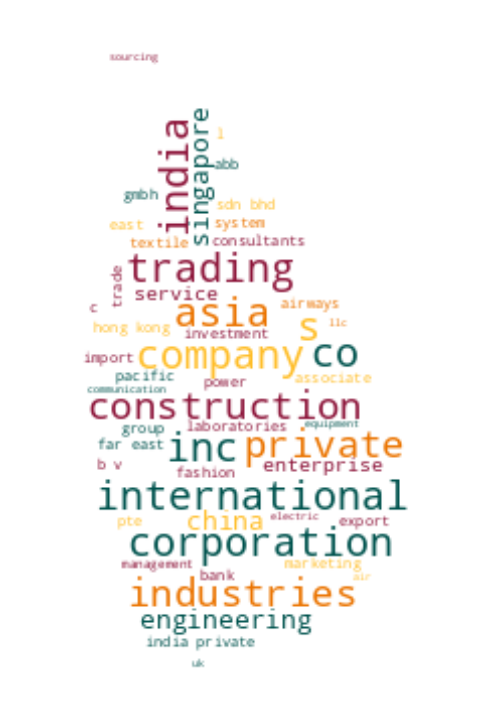 sourcing
india
singapore
l
abb
gmbh
sdn bhd
east
system
textile
consultants
trading
trade
service
c
asia
airways
s
llc
hong kong
investment
import
company
co
pacific
power
associate
communication
construction
group
laboratories
equipment
far east
inc
private
b v
enterprise
fashion
international
pte
china
electric
export
corporation
management
marketing
bank
air
industries
engineering
india private
uk